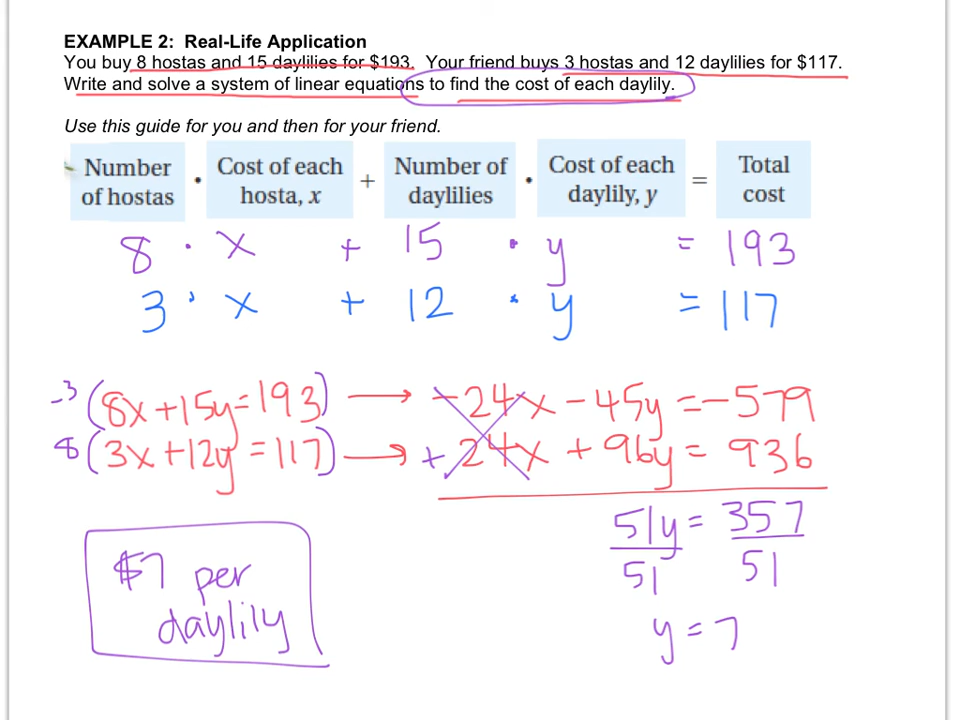 EXAMPLE 2: Real-Life Application
You buy 8 hostas and 15 daylilies for $193. Your friend buys 3 hostas and 12 daylilies for $117.
Write and solve a system of linear equations to find the cost of each daylily.
Use this guide for you and then for your friend.
Number of hostas · Cost of each hosta, x + Number of daylilies · Cost of each daylily, y = Total cost
8 · x + 15 · y = 193
3 · x + 12 · y = 117
-3 (8x + 15y = 193) → -24x - 45y = -579
8 (3x + 12y = 117) → + 24x + 96y = 936
51y = 357
51 51
y = 7
$7 per
daylily